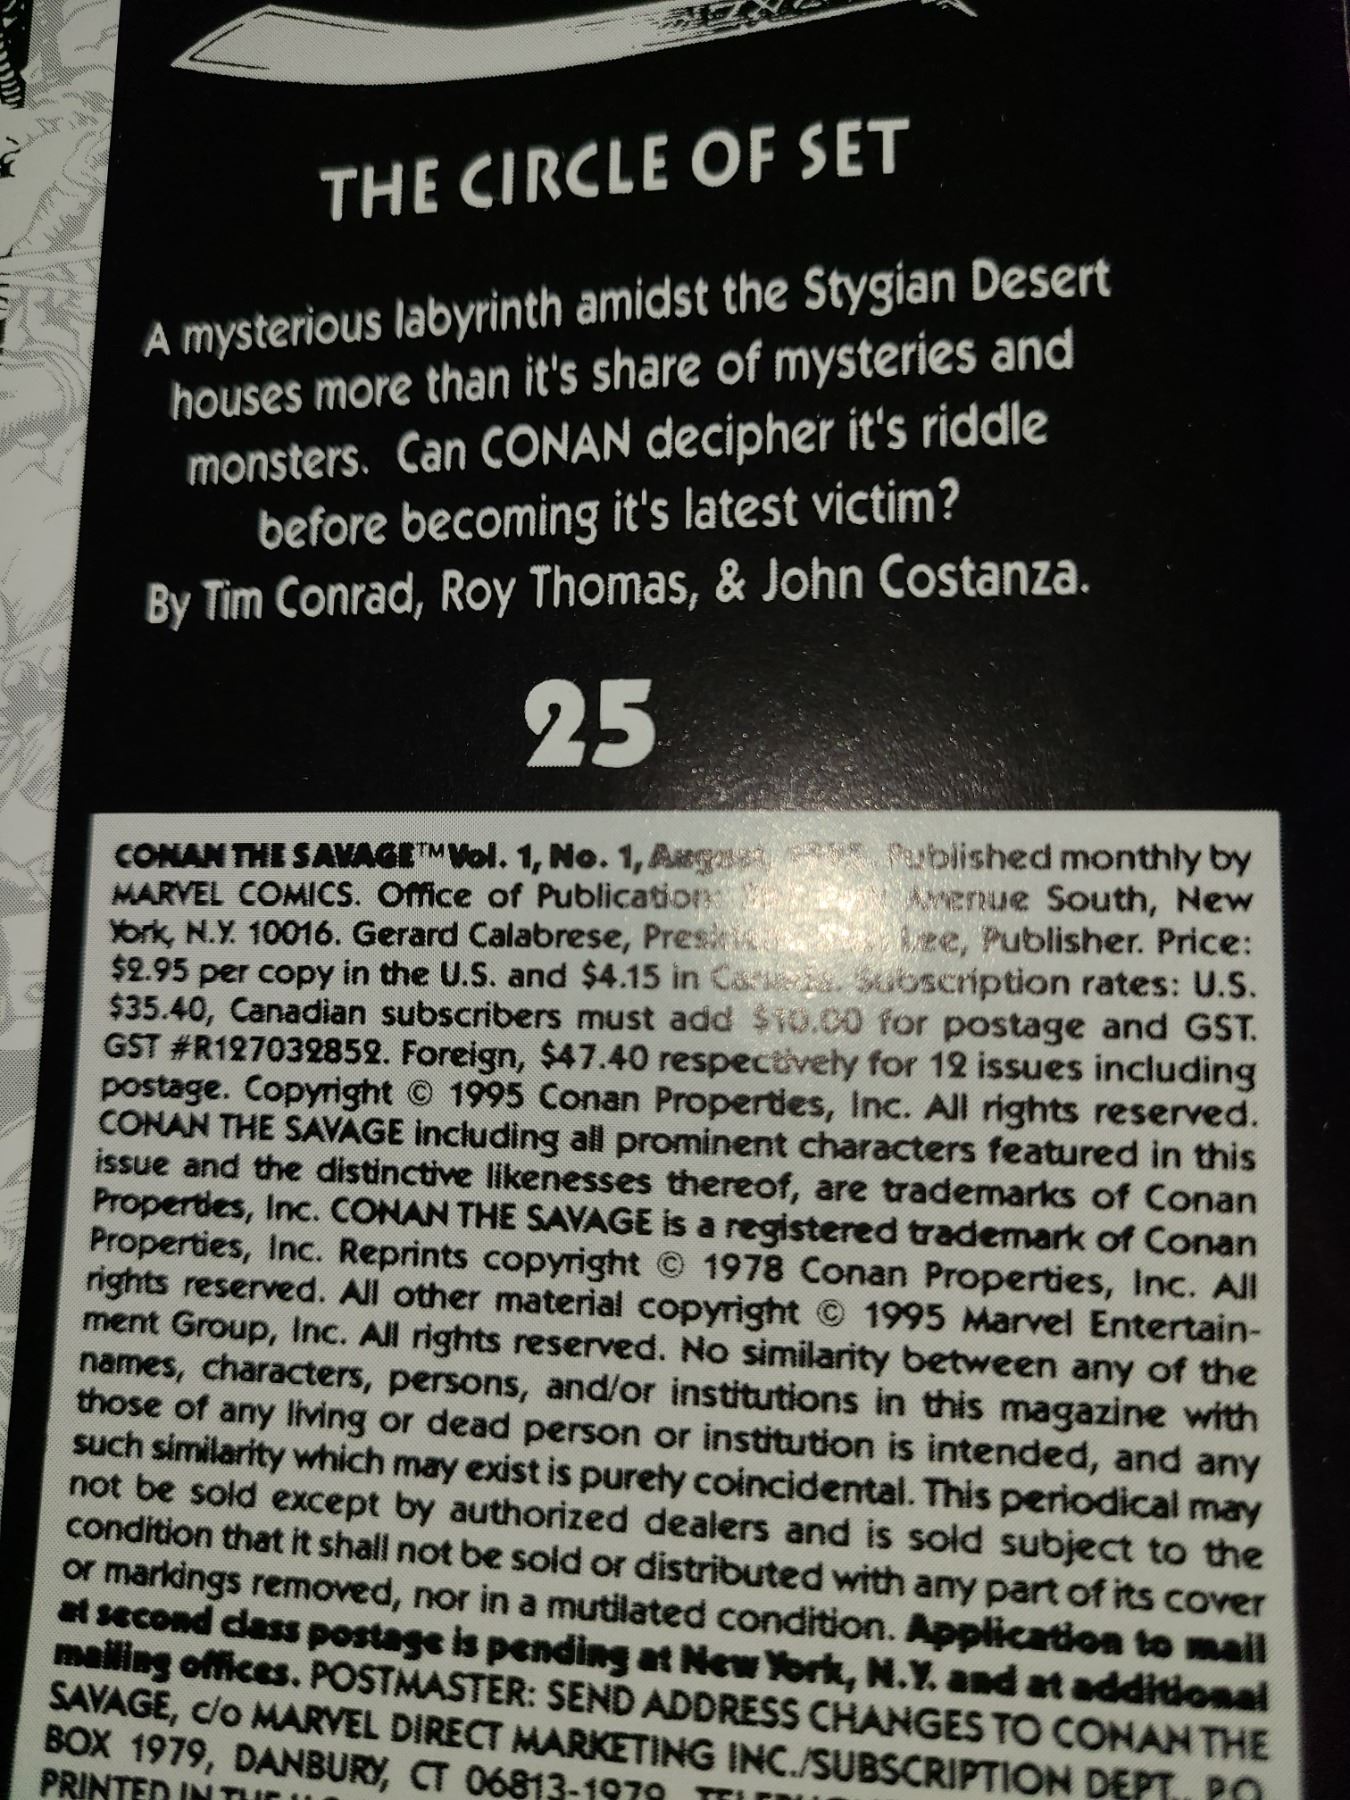 THE CIRCLE OF SET
A mysterious labyrinth amidst the Stygian Desert
houses more than it's share of mysteries and
monsters. Can CONAN decipher it's riddle
before becoming it's latest victim?
By Tim Conrad, Roy Thomas, & John Costanza.
25
CONAN THE SAVAGE™ Vol. 1, No. 1, August, 1995. Published monthly by
MARVEL COMICS. Office of Publication: Avenue South, New
York, N.Y. 10016. Gerard Calabrese, President. Lee, Publisher. Price:
$2.95 per copy in the U.S. and $4.15 in Canada. Subscription rates: U.S.
$35.40, Canadian subscribers must add $10.00 for postage and GST.
GST #R127032852. Foreign, $47.40 respectively for 12 issues including
postage. Copyright © 1995 Conan Properties, Inc. All rights reserved.
CONAN THE SAVAGE including all prominent characters featured in this
issue and the distinctive likenesses thereof, are trademarks of Conan
Properties, Inc. CONAN THE SAVAGE is a registered trademark of Conan
Properties, Inc. Reprints copyright © 1978 Conan Properties, Inc. All
rights reserved. All other material copyright © 1995 Marvel Entertain-
ment Group, Inc. All rights reserved. No similarity between any of the
names, characters, persons, and/or institutions in this magazine with
those of any living or dead person or institution is intended, and any
such similarity which may exist is purely coincidental. This periodical may
not be sold except by authorized dealers and is sold subject to the
condition that it shall not be sold or distributed with any part of its cover
or markings removed, nor in a mutilated condition. Application to mail
at second class postage is pending at New York, N.Y. and at additional
mailing offices. POSTMASTER: SEND ADDRESS CHANGES TO CONAN THE
SAVAGE, c/o MARVEL DIRECT MARKETING INC./SUBSCRIPTION DEPT., P.O.
BOX 1979, DANBURY, CT 06813-1979.
PRINTED IN THE